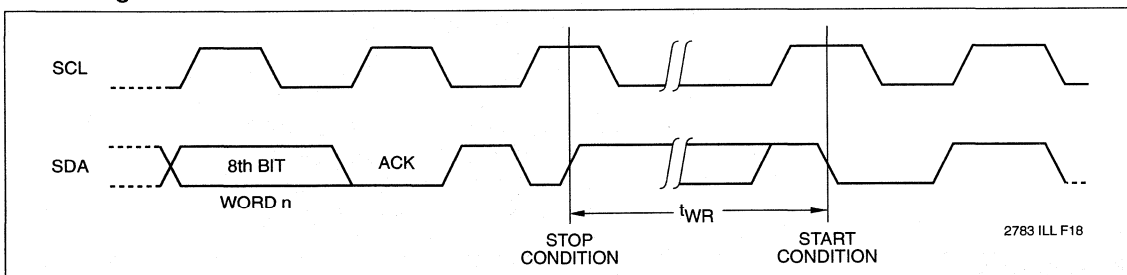 SCL
SDA
8th BIT
ACK
WORD n
tWR
STOP
CONDITION
START
CONDITION
2783 ILL F18